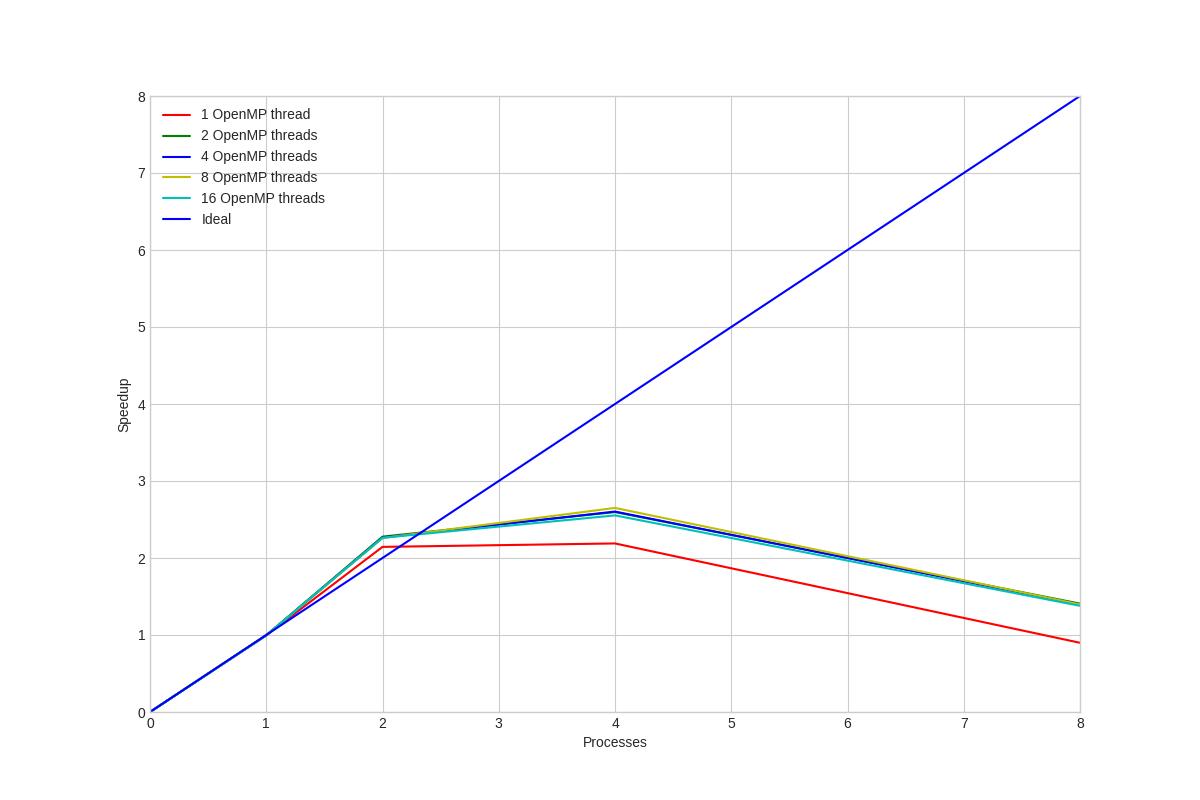 1 OpenMP thread
2 OpenMP threads
4 OpenMP threads
8 OpenMP threads
16 OpenMP threads
Ideal
8
7
6
5
4
3
2
1
0
Speedup
0 1 2 3 4 5 6 7 8
Processes